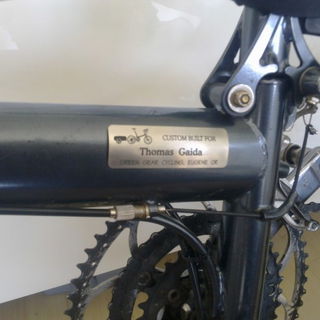 CUSTOM BUILT FOR
Thomas Gaida
GREEN GEAR CYCLING, EUGENE OR